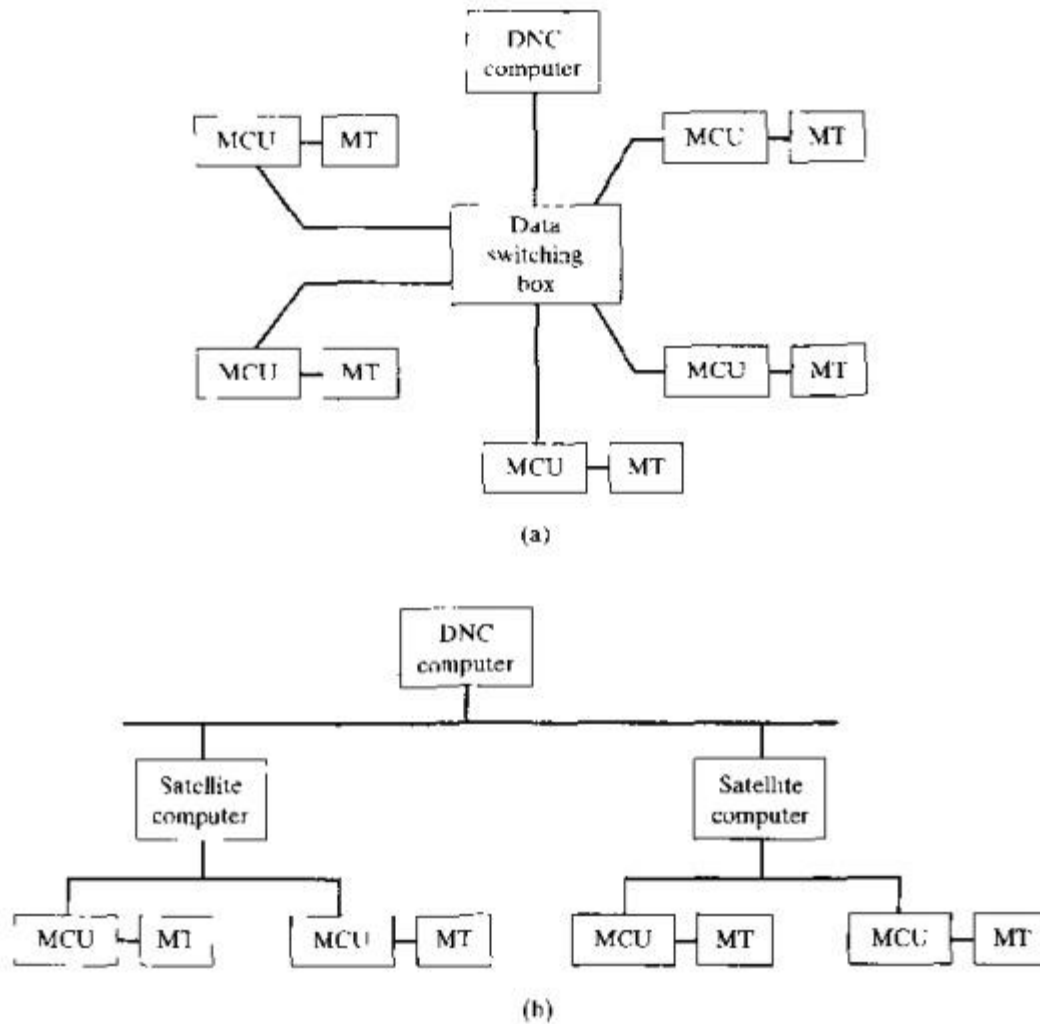 DNC
computer
MCU MT
MCU MT
Data
switching
box
MCU MT
MCU MT
MCU MT
(a)
DNC
computer
Satellite
computer
Satellite
computer
MCU MT
MCU MT
MCU MT
MCU MT
(b)